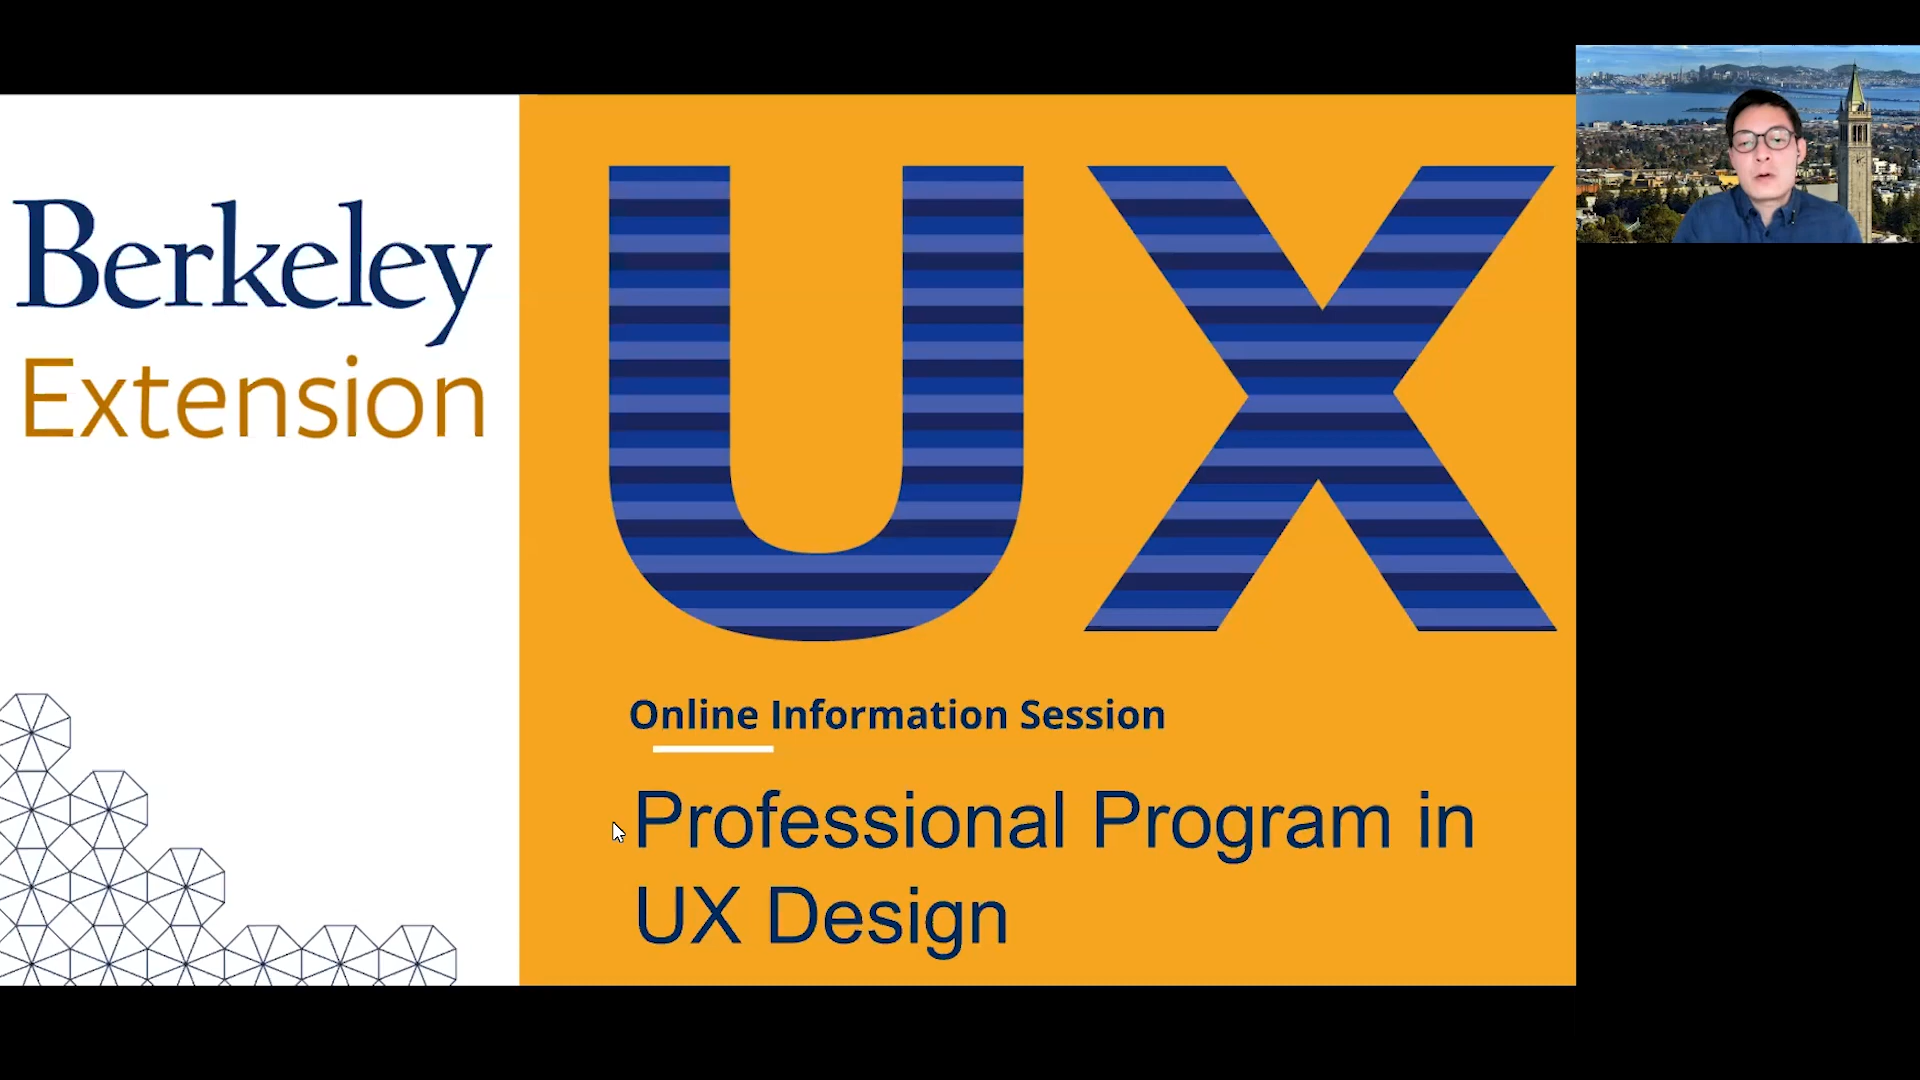 Berkeley
Extension
UX
Online Information Session
Professional Program in
UX Design